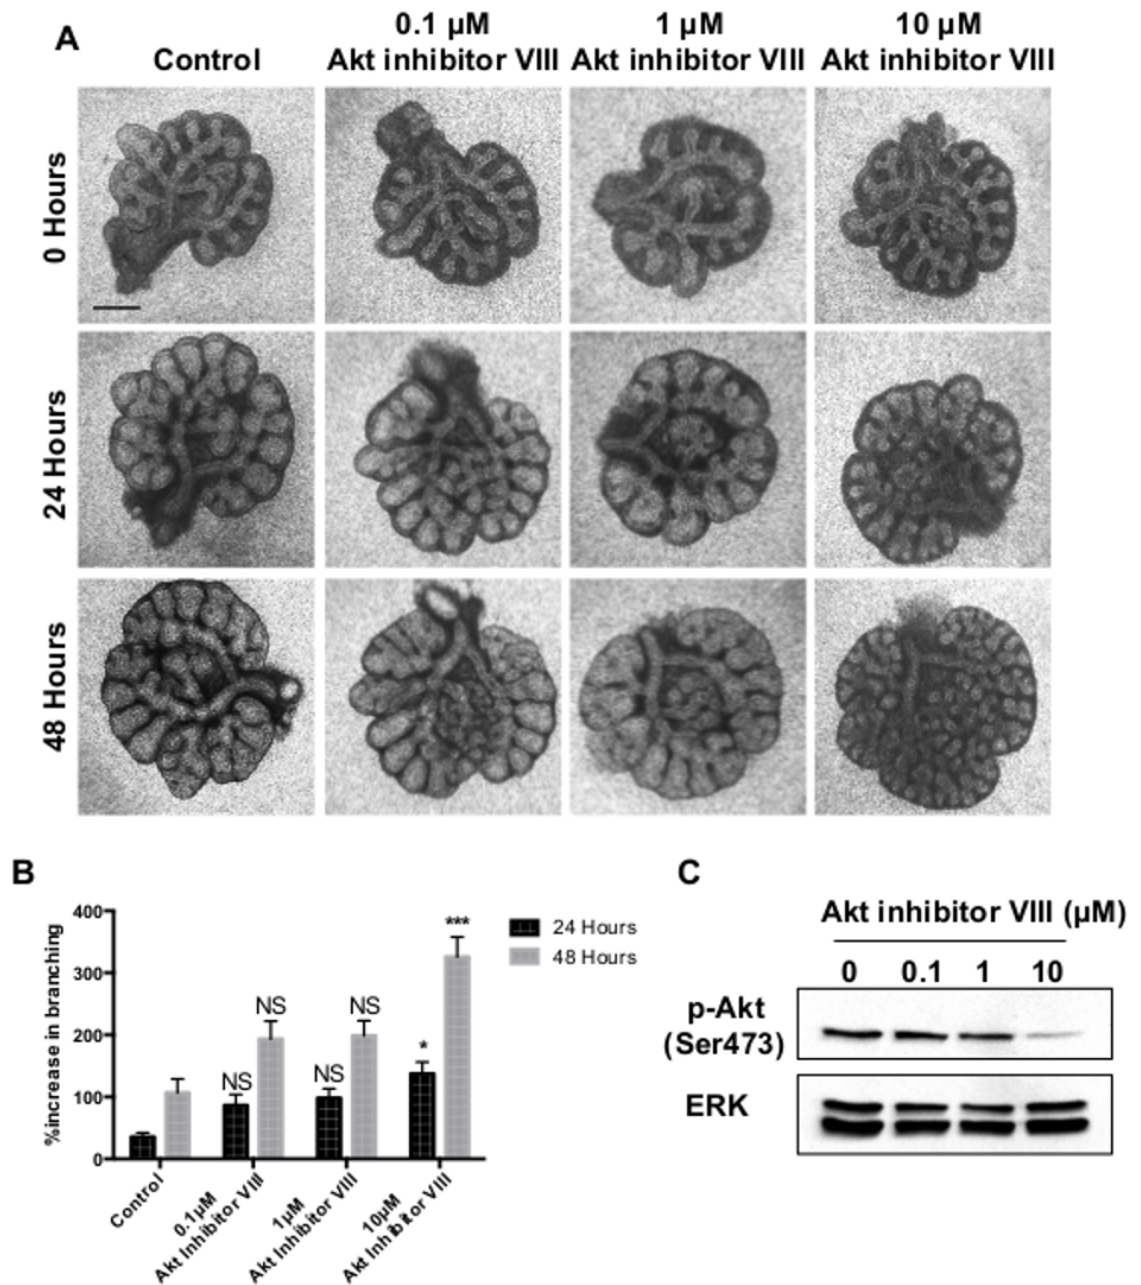 A
Control
0.1 µM
Akt inhibitor VIII
1 µM
Akt inhibitor VIII
10 µM
Akt inhibitor VIII
0 Hours
24 Hours
48 Hours
B
%increase in branching
400
300
200
100
0
NS
NS
NS
NS
*
***
24 Hours
48 Hours
Control
0.1µM
Akt Inhibitor VIII
1µM
Akt Inhibitor VIII
10µM
Akt Inhibitor VIII
C
Akt inhibitor VIII (µM)
0 0.1 1 10
p-Akt
(Ser473)
ERK